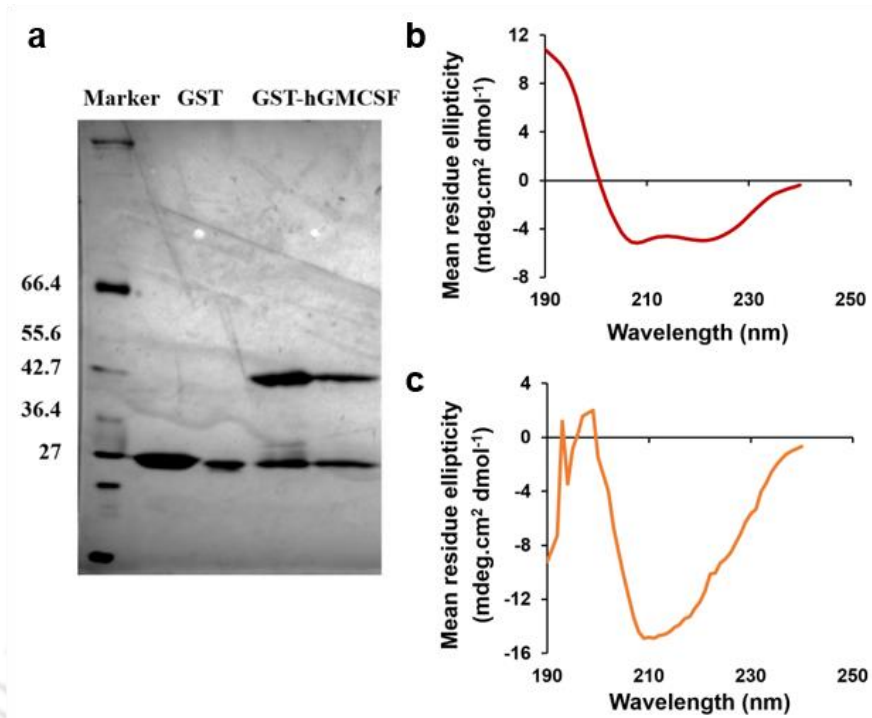 a
Marker GST GST-hGMCSF
66.4
55.6
42.7
36.4
27
b
Mean residue ellipticity
(mdeg.cm² dmol⁻¹)
12
8
4
0
-4
-8
190 210 230 250
Wavelength (nm)
c
Mean residue ellipticity
(mdeg.cm² dmol⁻¹)
4
0
-4
-8
-12
-16
190 210 230 250
Wavelength (nm)